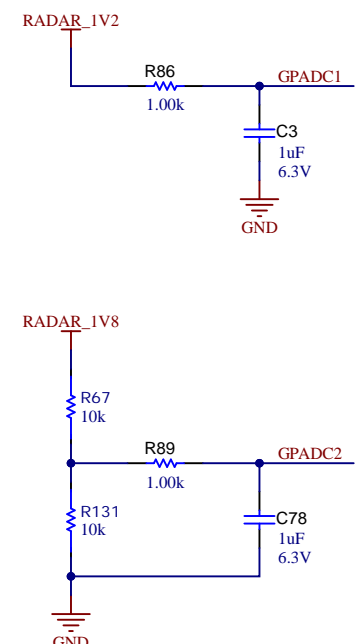 RADAR_1V2
R86
GPADC1
1.00k
C3
1uF
6.3V
GND
RADAR_1V8
R67
10k
R89
GPADC2
1.00k
R131
10k
C78
1uF
6.3V
GND